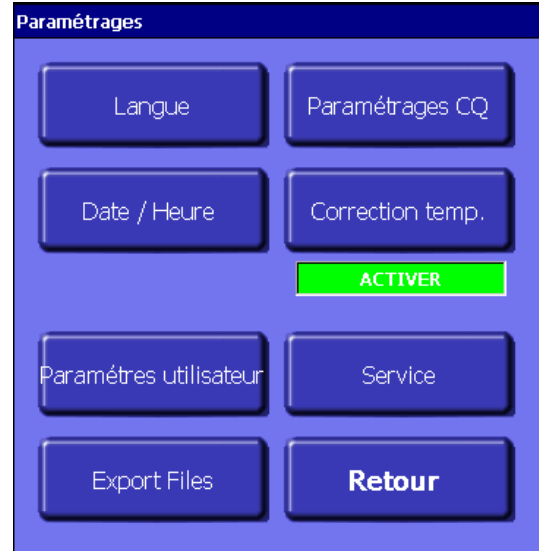 Paramétrages
Langue
Paramétrages CQ
Date / Heure
Correction temp.
ACTIVER
Paramétres utilisateur
Service
Export Files
Retour